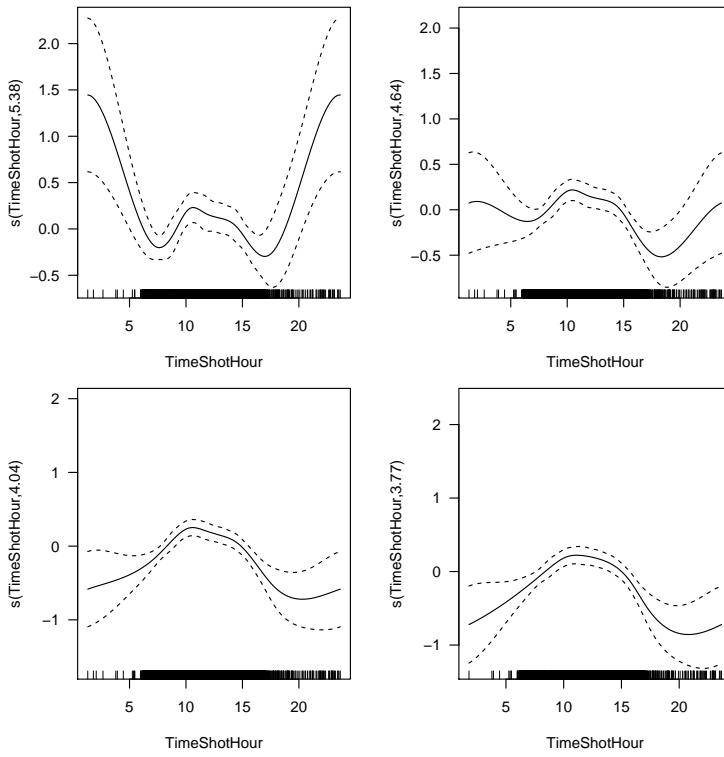 s(TimeShotHour,5.38)
2.0
1.5
1.0
0.5
0.0
−0.5
5 10 15 20
TimeShotHour
s(TimeShotHour,4.64)
2.0
1.5
1.0
0.5
0.0
−0.5
5 10 15 20
TimeShotHour
s(TimeShotHour,4.04)
2
1
0
−1
5 10 15 20
TimeShotHour
s(TimeShotHour,3.77)
2
1
0
−1
5 10 15 20
TimeShotHour